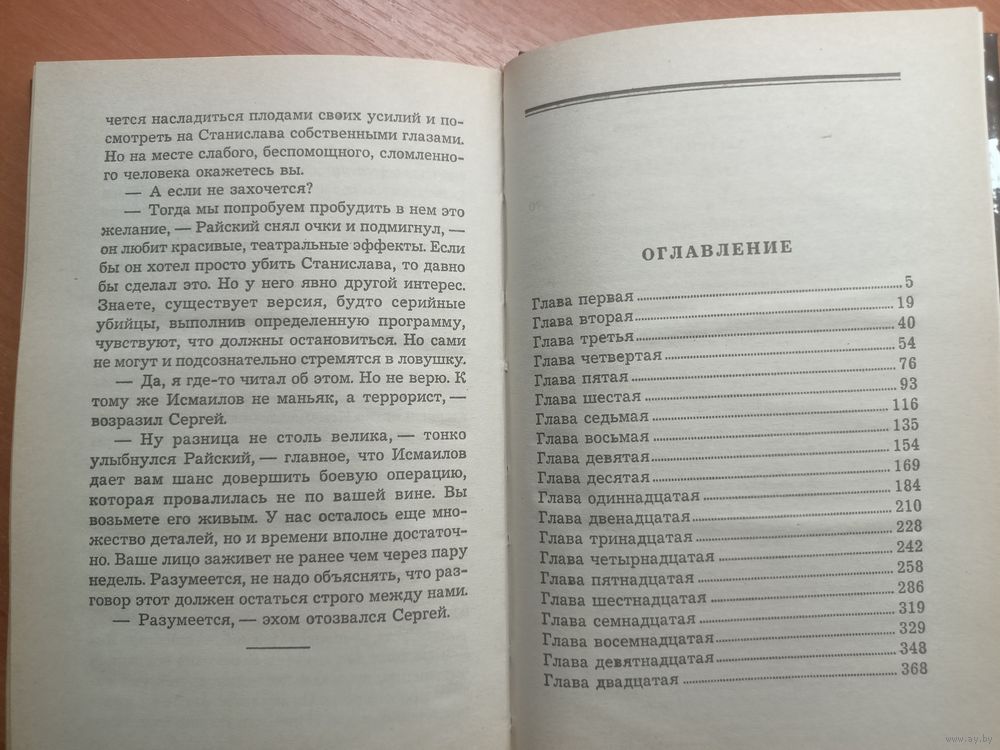 чется насладиться плодами своих усилий и по-
смотреть на Станислава собственными глазами.
Но на месте слабого, беспомощного, сломленно-
го человека окажетесь вы.
— А если не захочется?
— Тогда мы попробуем пробудить в нем это
желание, — Райский снял очки и подмигнул, —
он любит красивые, театральные эффекты. Если
бы он хотел просто убить Станислава, то давно
бы сделал это. Но у него явно другой интерес.
Знаете, существует версия, будто серийные
убийцы, выполнив определенную программу,
чувствуют, что должны остановиться. Но сами
не могут и подсознательно стремятся в ловушку.
— Да, я где-то читал об этом. Но не верю. К
тому же Исмаилов не маньяк, а террорист, —
возразил Сергей.
— Ну разница не столь велика, — тонко
улыбнулся Райский, — главное, что Исмаилов
дает вам шанс довершить боевую операцию,
которая провалилась не по вашей вине. Вы
возьмете его живым. У нас осталось еще мно-
жество деталей, но и времени вполне достаточ-
но. Ваше лицо заживет не ранее чем через пару
недель. Разумеется, не надо объяснять, что раз-
говор этот должен остаться строго между нами.
— Разумеется, — эхом отозвался Сергей.
ОГЛАВЛЕНИЕ
Глава первая 5
Глава вторая 19
Глава третья 40
Глава четвертая 54
Глава пятая 76
Глава шестая 93
Глава седьмая 116
Глава восьмая 135
Глава девятая 154
Глава десятая 169
Глава одиннадцатая 184
Глава двенадцатая 210
Глава тринадцатая 228
Глава четырнадцатая 242
Глава пятнадцатая 258
Глава шестнадцатая 286
Глава семнадцатая 319
Глава восемнадцатая 329
Глава девятнадцатая 348
Глава двадцатая 368
www.ay.by